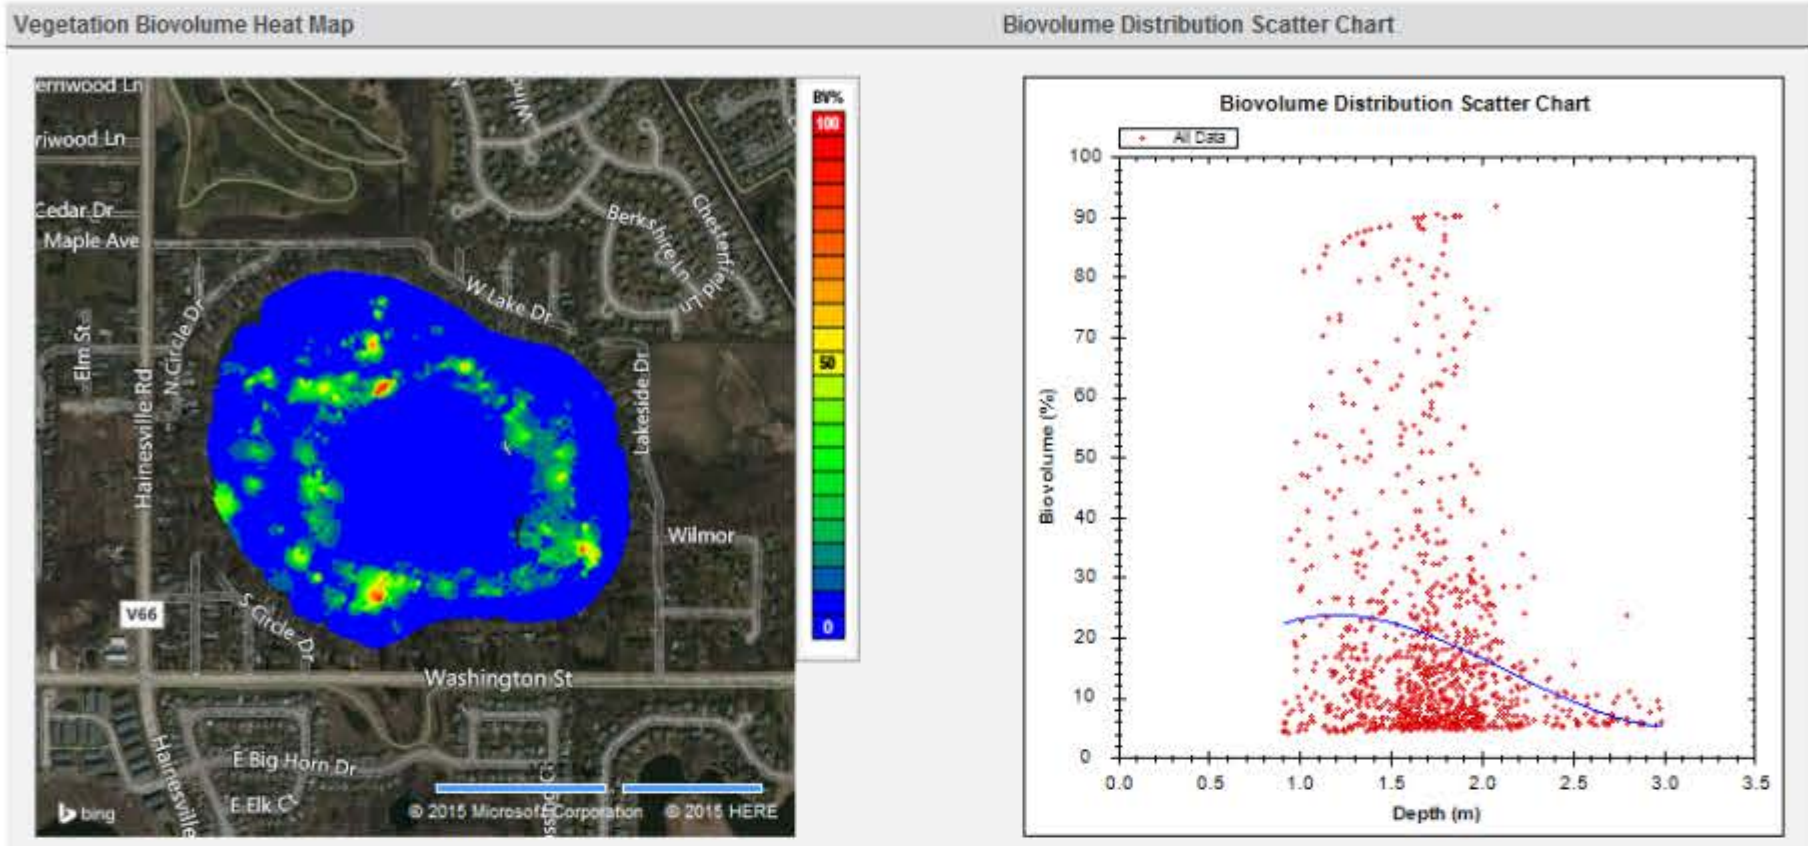 Vegetation Biovolume Heat Map
Biovolume Distribution Scatter Chart
ernwood Ln
riwood Ln
Cedar Dr
Maple Ave
Elm St
Hainesville Rd
N Circle Dr
W Lake Dr
Berkshire Ln
Chesterfield Ln
Lakeside Dr
Wilmor
V66
S Circle Dr
Washington St
Hainesville
E Big Horn Dr
E Elk C
bing
© 2015 Microsoft Corporation © 2015 HERE
BV%
100
50
0
Biovolume Distribution Scatter Chart
All Data
Biovolume (%)
100
90
80
70
60
50
40
30
20
10
0
0.0 0.5 1.0 1.5 2.0 2.5 3.0 3.5
Depth (m)